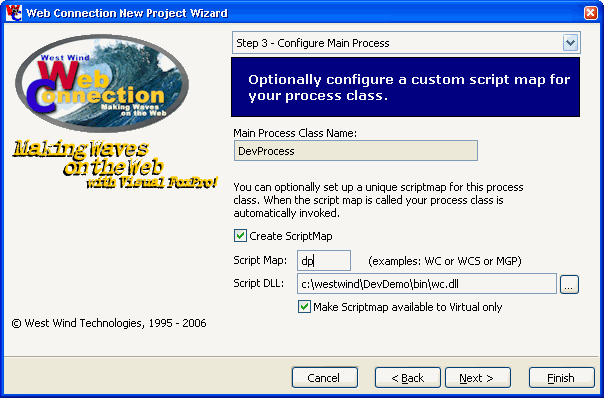 Web Connection New Project Wizard
West Wind
Web
Connection
Making Waves
on the Web
Making Waves
on the Web
with Visual FoxPro!
Step 3 - Configure Main Process
Optionally configure a custom script map for
your process class.
Main Process Class Name:
DevProcess
You can optionally set up a unique scriptmap for this process
class. When the script map is called your process class is
automatically invoked.
Create ScriptMap
Script Map: dp (examples: WC or WCS or MGP)
Script DLL: c:\westwind\DevDemo\bin\wc.dll ...
Make Scriptmap available to Virtual only
© West Wind Technologies, 1995 - 2006
Cancel < Back Next > Finish